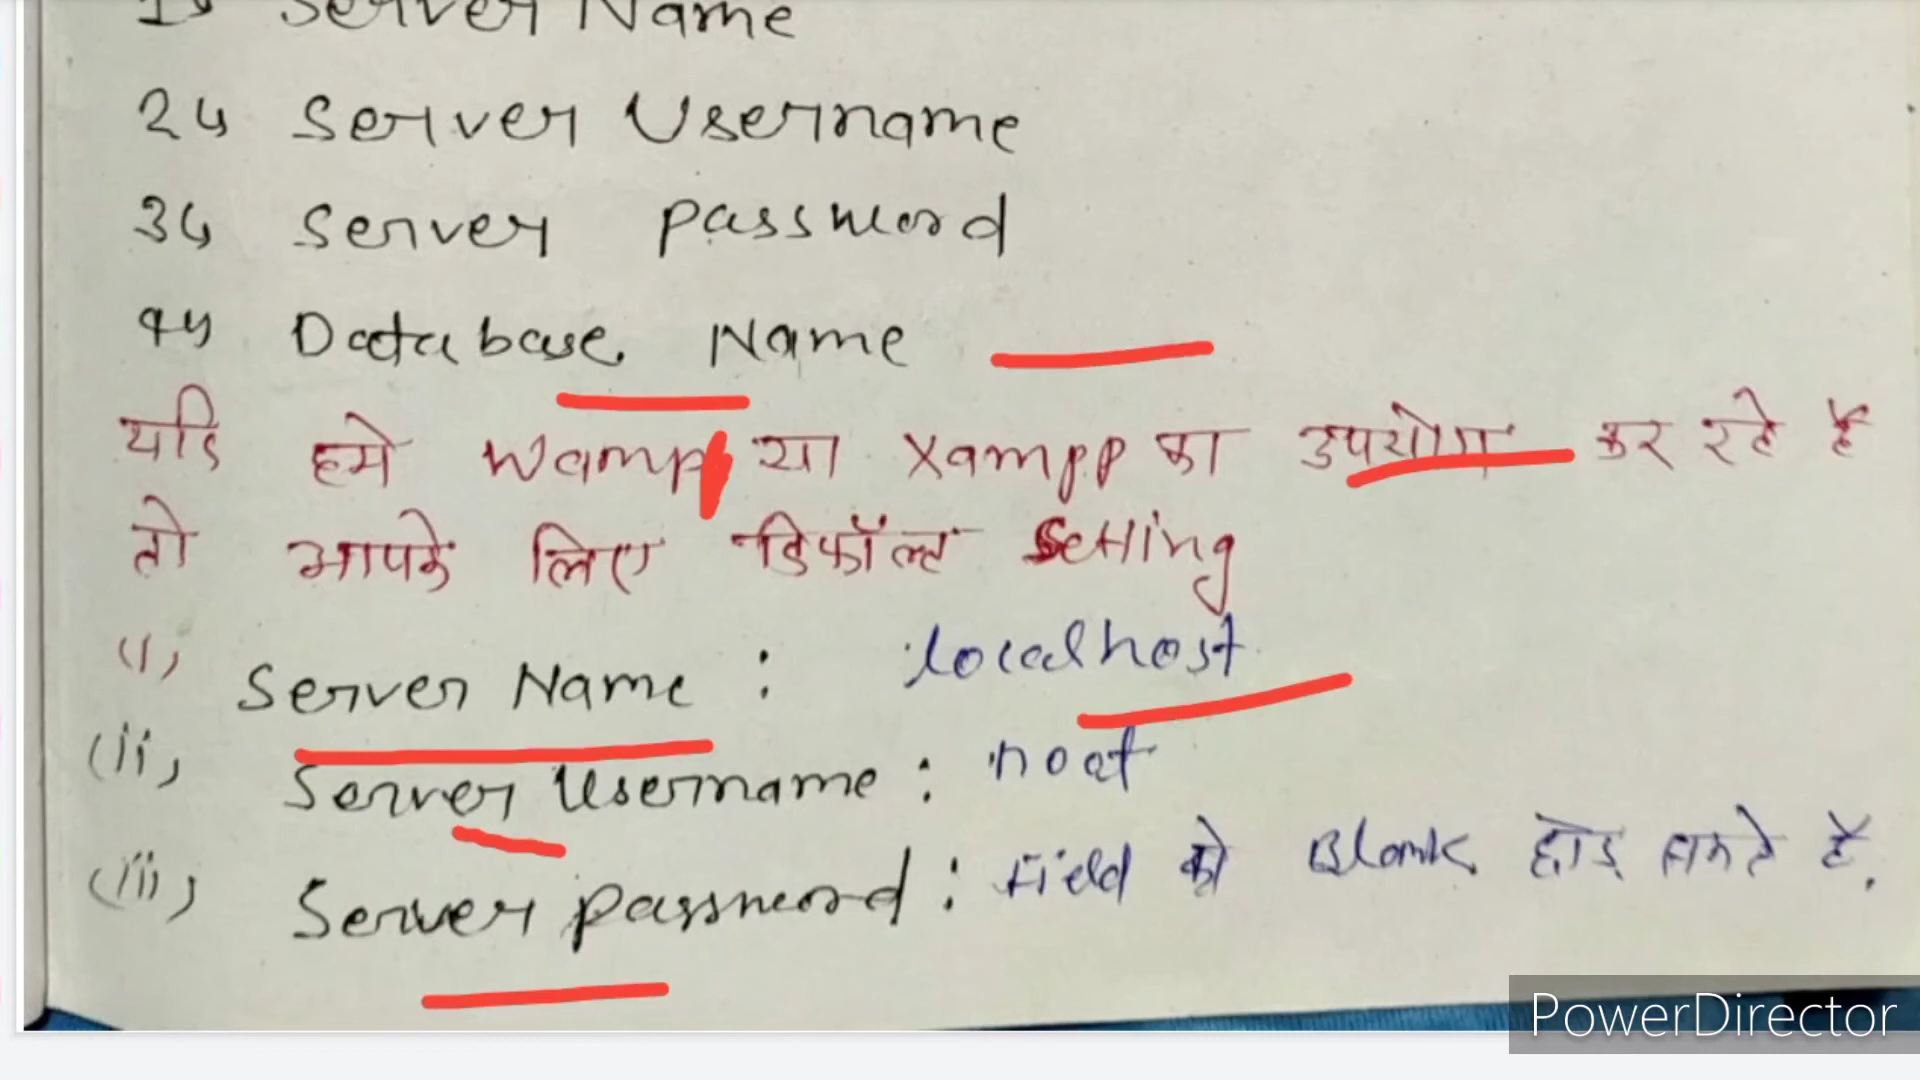 1) Server Name
2) Server Username
3) Server Password
4) Database Name
यदि हमे Wamp या Xampp का उपयोग कर रहे है
तो आपके लिए डिफॉल्ट Setting
(i) Server Name : localhost
(ii) Server Username : root
(iii) Server password : Field को Blank छोड़ सकते है.
PowerDirector